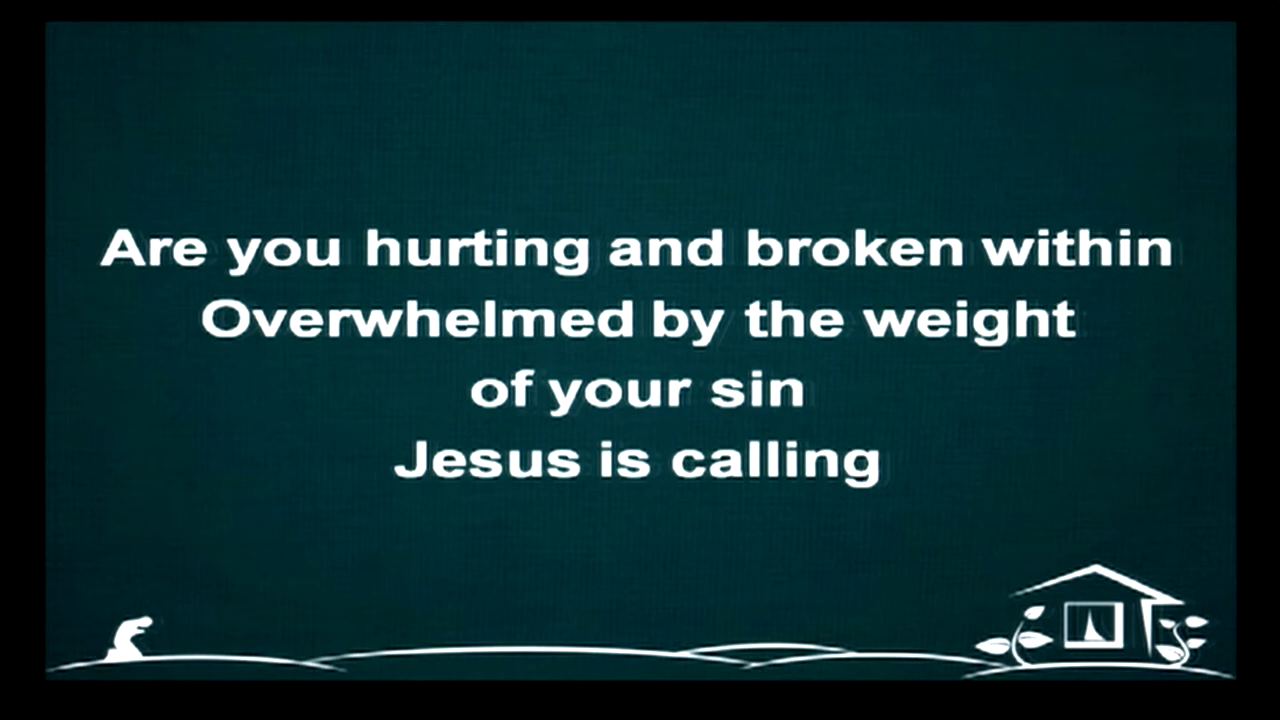 Are you hurting and broken within
Overwhelmed by the weight
of your sin
Jesus is calling